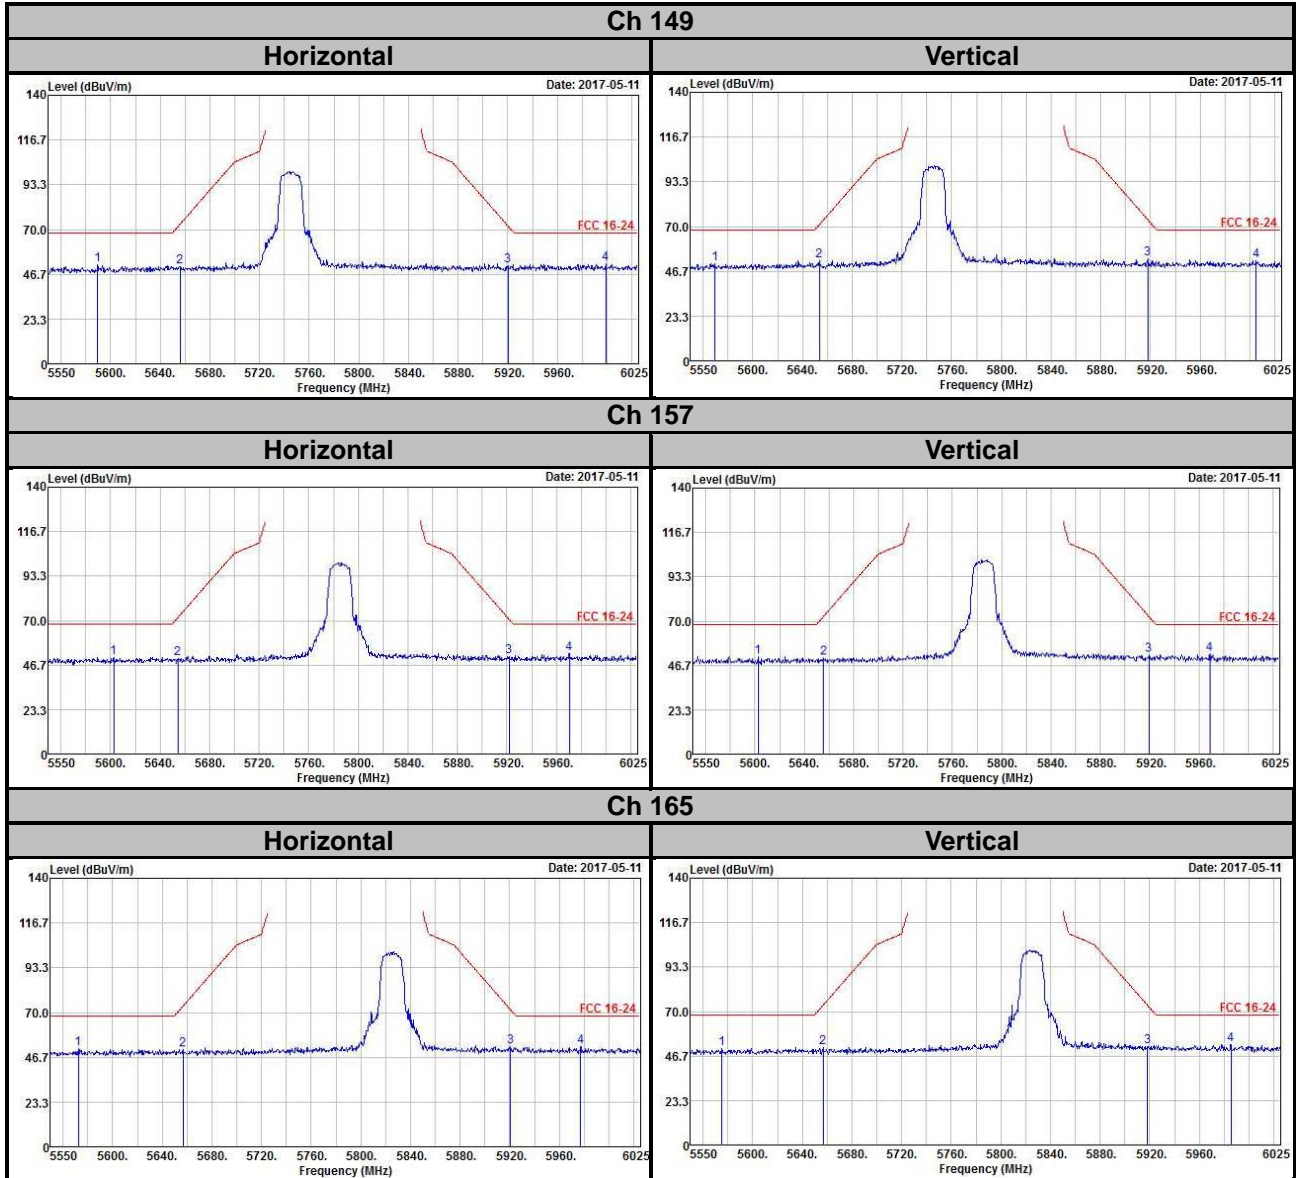 Ch 149
Horizontal Vertical
Level (dBuV/m) Date: 2017-05-11
140
116.7
93.3
70.0
46.7
23.3
0
FCC 16-24
1 2 3 4
5550 5600. 5640. 5680. 5720. 5760. 5800. 5840. 5880. 5920. 5960. 6025
Frequency (MHz)
Level (dBuV/m) Date: 2017-05-11
140
116.7
93.3
70.0
46.7
23.3
0
FCC 16-24
1 2 3 4
5550 5600. 5640. 5680. 5720. 5760. 5800. 5840. 5880. 5920. 5960. 6025
Frequency (MHz)
Ch 157
Horizontal Vertical
Level (dBuV/m) Date: 2017-05-11
140
116.7
93.3
70.0
46.7
23.3
0
FCC 16-24
1 2 3 4
5550 5600. 5640. 5680. 5720. 5760. 5800. 5840. 5880. 5920. 5960. 6025
Frequency (MHz)
Level (dBuV/m) Date: 2017-05-11
140
116.7
93.3
70.0
46.7
23.3
0
FCC 16-24
1 2 3 4
5550 5600. 5640. 5680. 5720. 5760. 5800. 5840. 5880. 5920. 5960. 6025
Frequency (MHz)
Ch 165
Horizontal Vertical
Level (dBuV/m) Date: 2017-05-11
140
116.7
93.3
70.0
46.7
23.3
0
FCC 16-24
1 2 3 4
5550 5600. 5640. 5680. 5720. 5760. 5800. 5840. 5880. 5920. 5960. 6025
Frequency (MHz)
Level (dBuV/m) Date: 2017-05-11
140
116.7
93.3
70.0
46.7
23.3
0
FCC 16-24
1 2 3 4
5550 5600. 5640. 5680. 5720. 5760. 5800. 5840. 5880. 5920. 5960. 6025
Frequency (MHz)